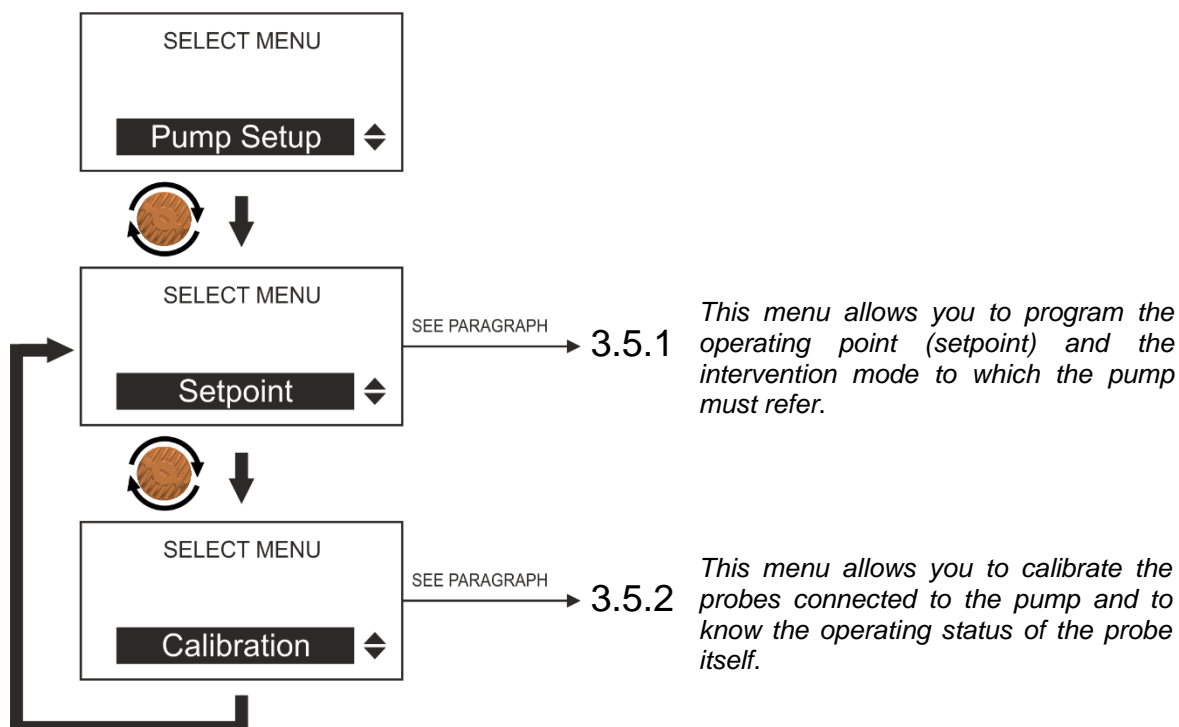 SELECT MENU
Pump Setup
SELECT MENU
Setpoint
SEE PARAGRAPH
3.5.1
This menu allows you to program the
operating point (setpoint) and the
intervention mode to which the pump
must refer.
SELECT MENU
Calibration
SEE PARAGRAPH
3.5.2
This menu allows you to calibrate the
probes connected to the pump and to
know the operating status of the probe
itself.